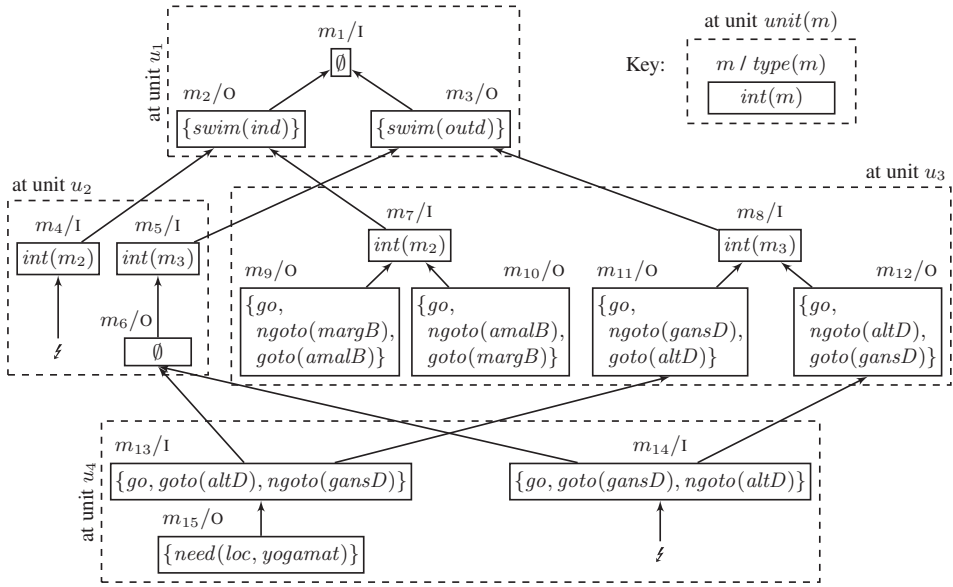 at unit unit(m)
Key:
m / type(m)
int(m)
at unit u₁
m₁/I
∅
m₂/O
m₃/O
{swim(ind)}
{swim(outd)}
at unit u₂
at unit u₃
m₄/I
m₅/I
m₇/I
m₈/I
int(m₂)
int(m₃)
int(m₂)
int(m₃)
m₉/O
m₁₀/O
m₁₁/O
m₁₂/O
m₆/O
∅
{go,
ngoto(margB),
goto(amalB)}
{go,
ngoto(amalB),
goto(margB)}
{go,
ngoto(gansD),
goto(altD)}
{go,
ngoto(altD),
goto(gansD)}
at unit u₄
m₁₃/I
m₁₄/I
{go, goto(altD), ngoto(gansD)}
{go, goto(gansD), ngoto(altD)}
m₁₅/O
{need(loc, yogamat)}